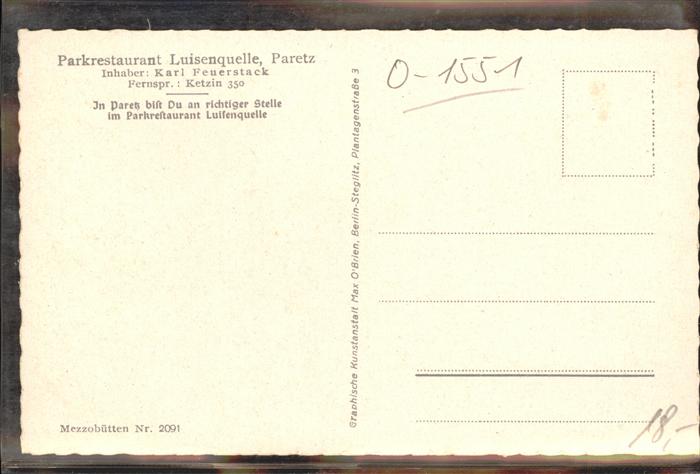 Parkrestaurant Luisenquelle, Paretz
Inhaber: Karl Feuerstack
Fernspr.: Ketzin 350
In Paretz bist Du an richtiger Stelle
im Parkrestaurant Luisenquelle
Mezzobütten Nr. 2091
Graphische Kunstanstalt Max O'Brien, Berlin-Steglitz, Plantagenstraße 3
O-1551
18,-